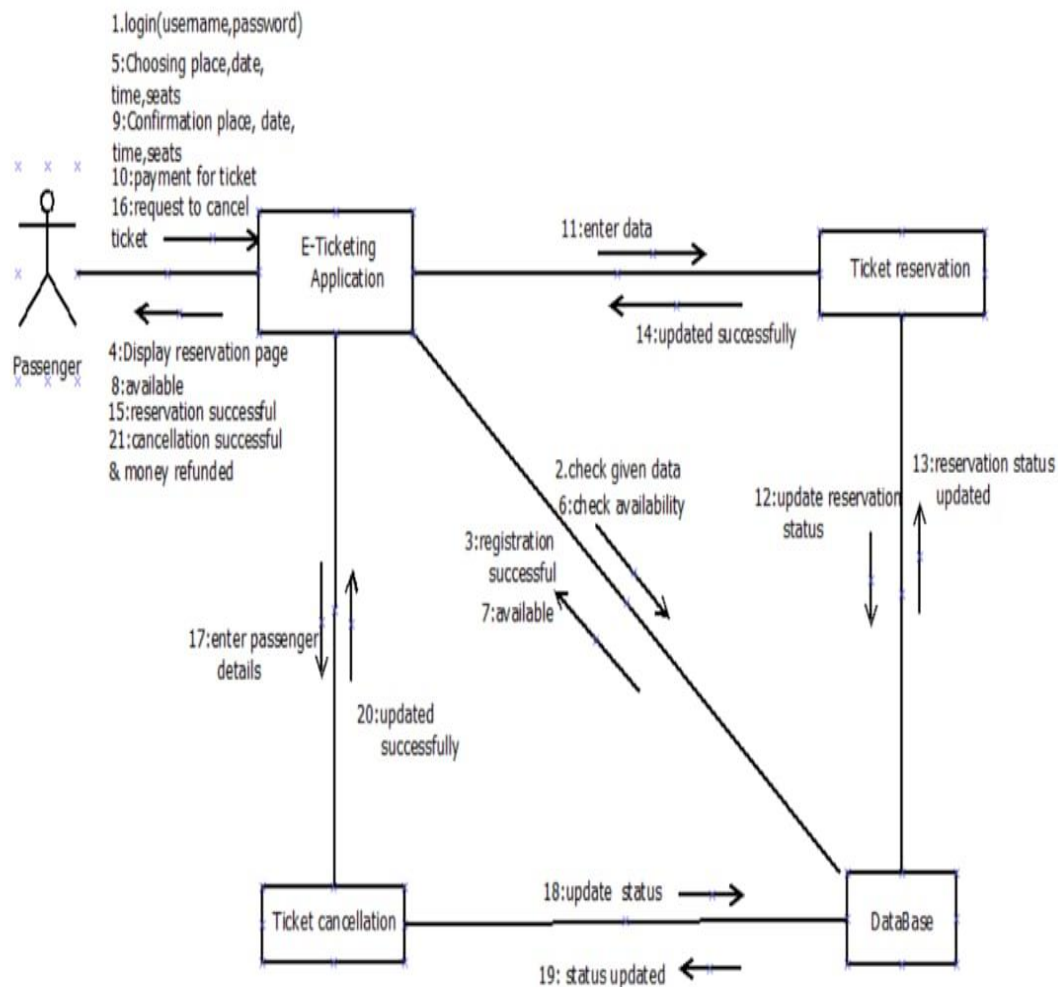 1.login(username,password)
5:Choosing place,date,
time,seats
9:Confirmation place, date,
time,seats
10:payment for ticket
16:request to cancel
ticket
E-Ticketing
Application
11:enter data
Ticket reservation
14:updated successfully
Passenger
4:Display reservation page
8:available
15:reservation successful
21:cancellation successful
& money refunded
2.check given data
6:check availability
3:registration
successful
7:available
12:update reservation
status
13:reservation status
updated
17:enter passenger
details
20:updated
successfully
Ticket cancellation
18:update status
19: status updated
DataBase